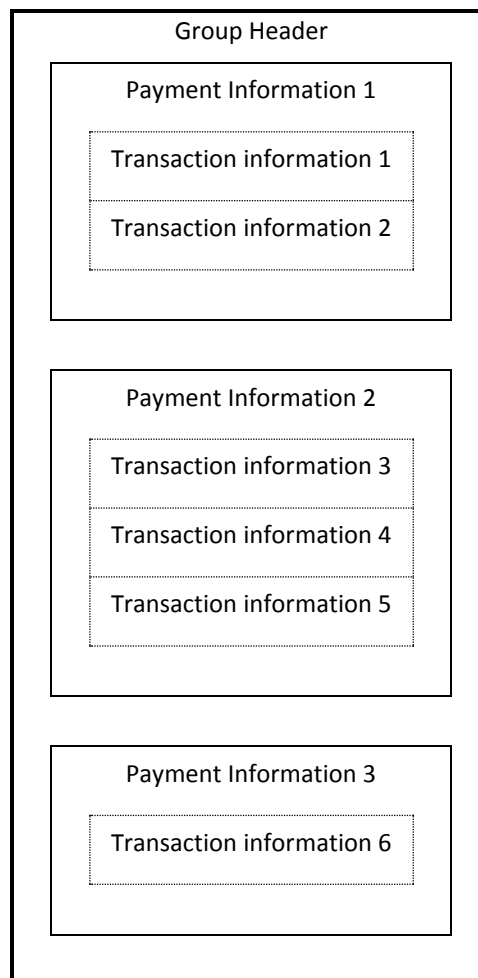 Group Header
Payment Information 1
Transaction information 1
Transaction information 2
Payment Information 2
Transaction information 3
Transaction information 4
Transaction information 5
Payment Information 3
Transaction information 6